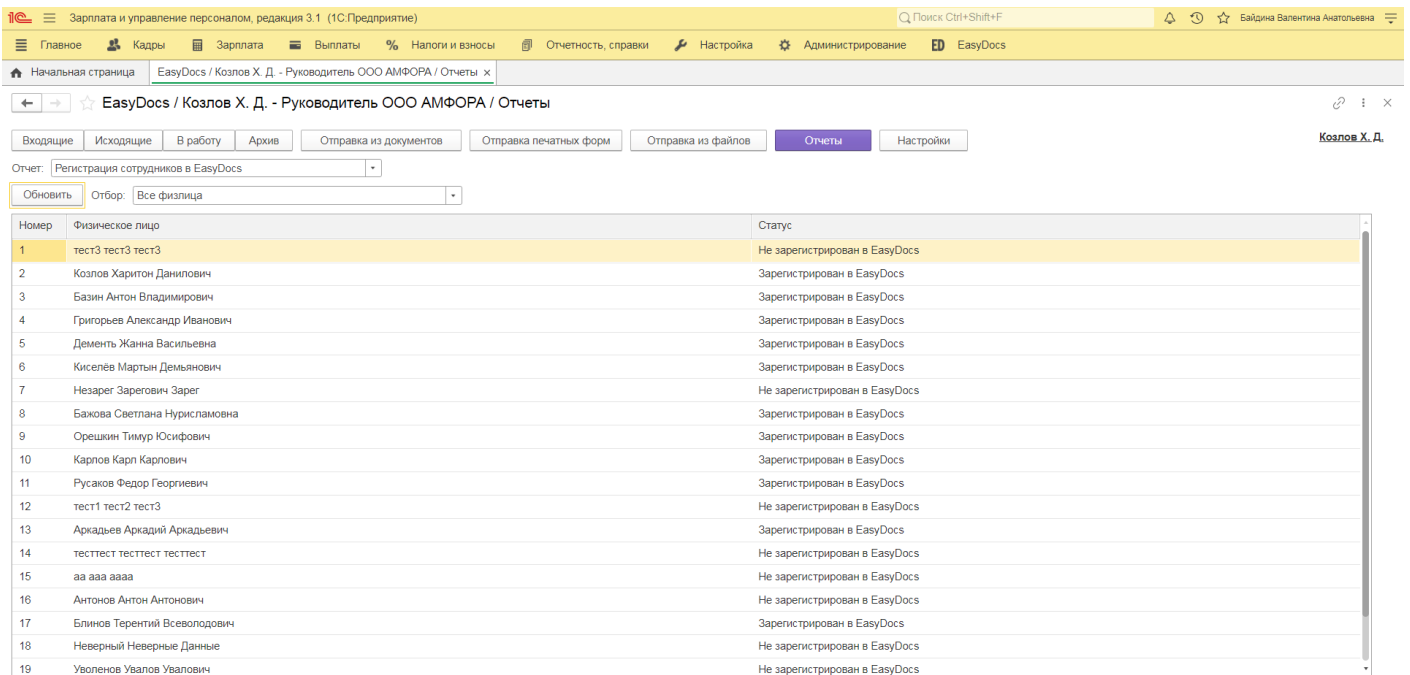 1С Зарплата и управление персоналом, редакция 3.1 (1С:Предприятие) Поиск Ctrl+Shift+F Байдина Валентина Анатольевна
Главное Кадры Зарплата Выплаты % Налоги и взносы Отчетность, справки Настройка Администрирование ED EasyDocs
Начальная страница EasyDocs / Козлов Х. Д. - Руководитель ООО АМФОРА / Отчеты ×
EasyDocs / Козлов Х. Д. - Руководитель ООО АМФОРА / Отчеты
Входящие Исходящие В работу Архив Отправка из документов Отправка печатных форм Отправка из файлов Отчеты Настройки Козлов Х. Д.
Отчет: Регистрация сотрудников в EasyDocs
Обновить Отбор: Все физлица
Номер Физическое лицо Статус
1 тест3 тест3 тест3 Не зарегистрирован в EasyDocs
2 Козлов Харитон Данилович Зарегистрирован в EasyDocs
3 Базин Антон Владимирович Зарегистрирован в EasyDocs
4 Григорьев Александр Иванович Зарегистрирован в EasyDocs
5 Дементь Жанна Васильевна Зарегистрирован в EasyDocs
6 Киселёв Мартын Демьянович Зарегистрирован в EasyDocs
7 Незарег Зарегович Зарег Не зарегистрирован в EasyDocs
8 Бажова Светлана Нурисламовна Зарегистрирован в EasyDocs
9 Орешкин Тимур Юсифович Зарегистрирован в EasyDocs
10 Карпов Карл Карлович Зарегистрирован в EasyDocs
11 Русаков Федор Георгиевич Зарегистрирован в EasyDocs
12 тест1 тест2 тест3 Не зарегистрирован в EasyDocs
13 Аркадьев Аркадий Аркадьевич Зарегистрирован в EasyDocs
14 тесттест тесттест тесттест Не зарегистрирован в EasyDocs
15 аа ааа аааа Не зарегистрирован в EasyDocs
16 Антонов Антон Антонович Не зарегистрирован в EasyDocs
17 Блинов Терентий Всеволодович Зарегистрирован в EasyDocs
18 Неверный Неверные Данные Не зарегистрирован в EasyDocs
19 Уволенов Увалов Увалович Не зарегистрирован в EasyDocs